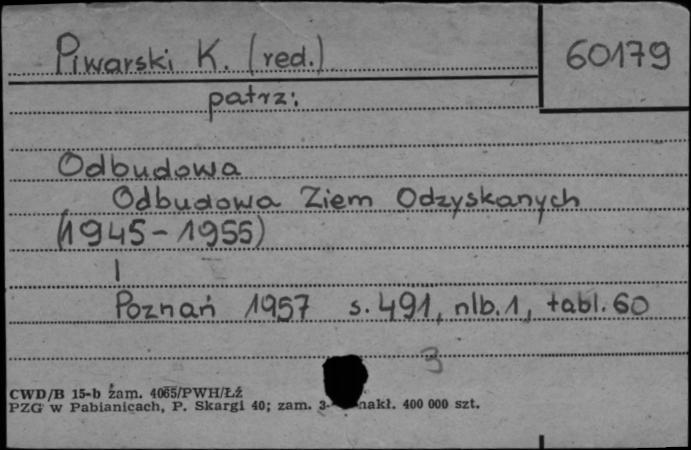 Piwarski K. (red.)
60179
patrz:
Odbudowa
Odbudowa Ziem Odzyskanych
(1945-1955)
Poznań 1957 s. 491, nlb. 1, tabl. 60
3
CWD/B 15-b zam. 4065/PWH/Łź
PZG w Pabianicach, P. Skargi 40; zam. 3- nakł. 400 000 szt.